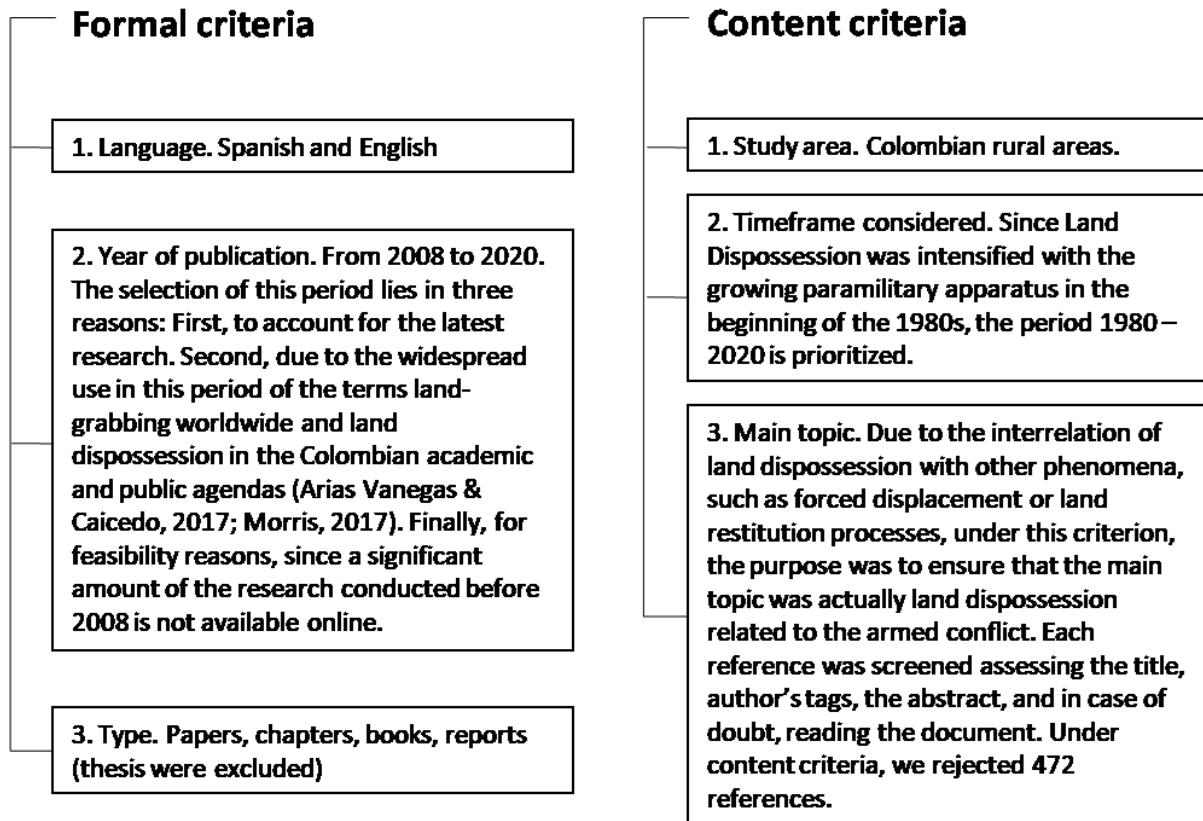 Formal criteria
1. Language. Spanish and English
2. Year of publication. From 2008 to 2020.
The selection of this period lies in three
reasons: First, to account for the latest
research. Second, due to the widespread
use in this period of the terms land-
grabbing worldwide and land
dispossession in the Colombian academic
and public agendas (Arias Vanegas &
Caicedo, 2017; Morris, 2017). Finally, for
feasibility reasons, since a significant
amount of the research conducted before
2008 is not available online.
3. Type. Papers, chapters, books, reports
(thesis were excluded)
Content criteria
1. Study area. Colombian rural areas.
2. Timeframe considered. Since Land
Dispossession was intensified with the
growing paramilitary apparatus in the
beginning of the 1980s, the period 1980 –
2020 is prioritized.
3. Main topic. Due to the interrelation of
land dispossession with other phenomena,
such as forced displacement or land
restitution processes, under this criterion,
the purpose was to ensure that the main
topic was actually land dispossession
related to the armed conflict. Each
reference was screened assessing the title,
author's tags, the abstract, and in case of
doubt, reading the document. Under
content criteria, we rejected 472
references.